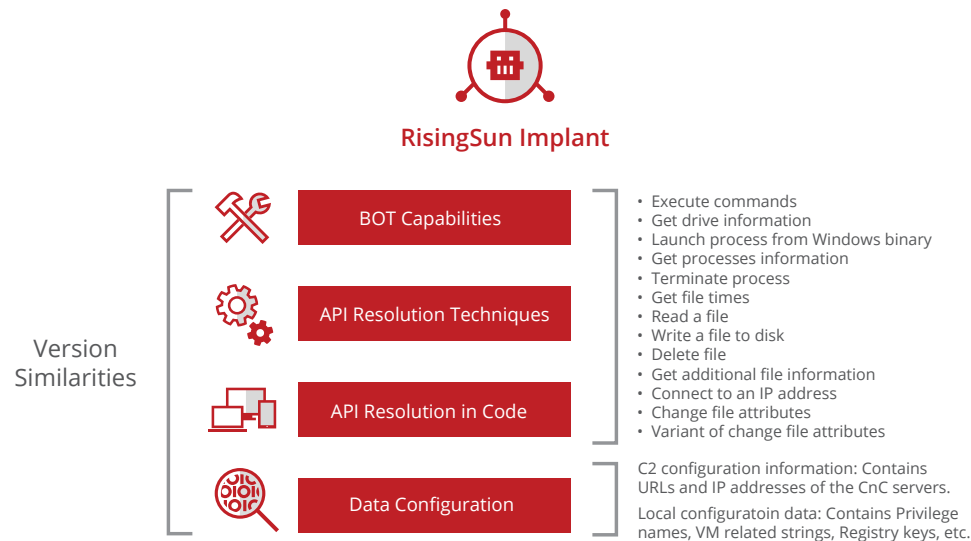 RisingSun Implant
Version
Similarities
BOT Capabilities
API Resolution Techniques
API Resolution in Code
Data Configuration
• Execute commands
• Get drive information
• Launch process from Windows binary
• Get processes information
• Terminate process
• Get file times
• Read a file
• Write a file to disk
• Delete file
• Get additional file information
• Connect to an IP address
• Change file attributes
• Variant of change file attributes
C2 configuration information: Contains
URLs and IP addresses of the CnC servers.
Local configuratoin data: Contains Privilege
names, VM related strings, Registry keys, etc.